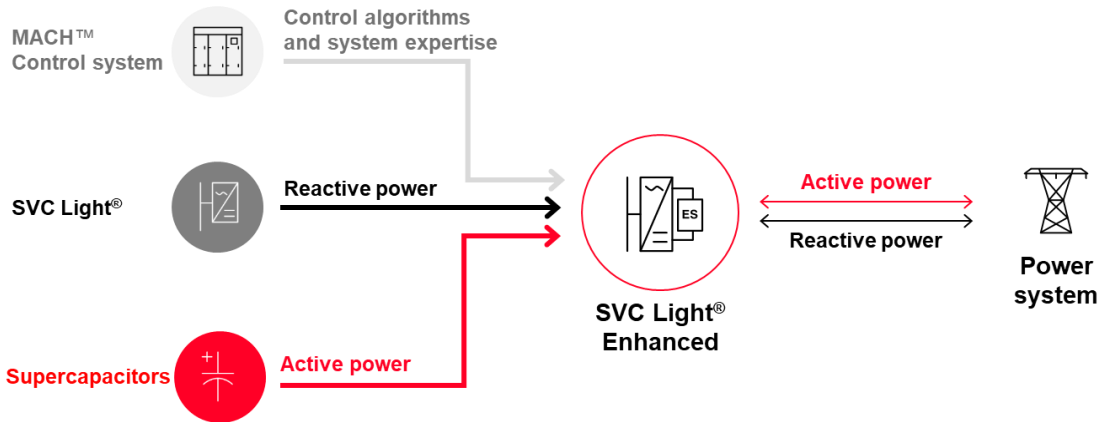 MACH™
Control system
Control algorithms
and system expertise
SVC Light®
Reactive power
Supercapacitors
Active power
ES
SVC Light®
Enhanced
Active power
Reactive power
Power
system